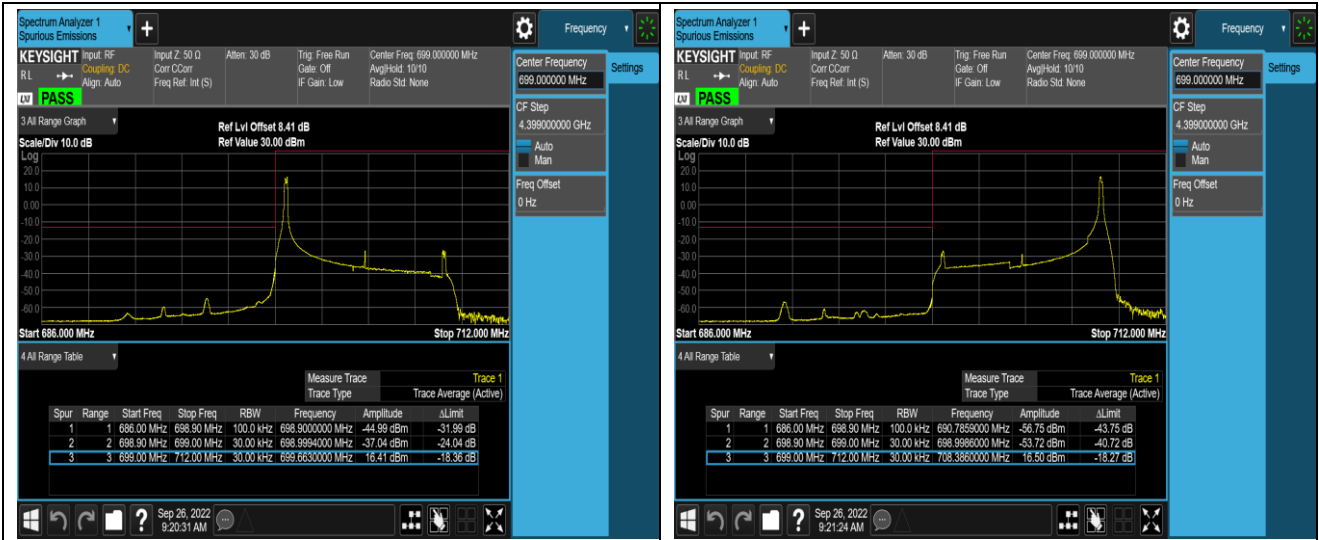 Spectrum Analyzer 1
Spurious Emissions
+
Frequency
KEYSIGHT Input: RF Input Z: 50 Ω Atten: 30 dB Trig: Free Run Center Freq: 699.000000 MHz
RL Coupling: DC Corr CCorr Gate: Off Avg|Hold: 10/10
Align: Auto Freq Ref: Int (S) IF Gain: Low Radio Std: None
PASS
Center Frequency
699.000000 MHz
Settings
CF Step
4.399000000 GHz
Auto
Man
Freq Offset
0 Hz
3 All Range Graph
Ref Lvl Offset 8.41 dB
Scale/Div 10.0 dB Ref Value 30.00 dBm
Log
20.0
10.0
0.00
-10.0
-20.0
-30.0
-40.0
-50.0
-60.0
Start 686.000 MHz Stop 712.000 MHz
4 All Range Table
Measure Trace Trace 1
Trace Type Trace Average (Active)
Spur Range Start Freq Stop Freq RBW Frequency Amplitude ΔLimit
1 1 686.00 MHz 698.90 MHz 100.0 kHz 698.9000000 MHz -44.99 dBm -31.99 dB
2 2 698.90 MHz 699.00 MHz 30.00 kHz 698.9994000 MHz -37.04 dBm -24.04 dB
3 3 699.00 MHz 712.00 MHz 30.00 kHz 699.6630000 MHz 16.41 dBm -18.36 dB
?
Sep 26, 2022
9:20:31 AM
Spectrum Analyzer 1
Spurious Emissions
+
Frequency
KEYSIGHT Input: RF Input Z: 50 Ω Atten: 30 dB Trig: Free Run Center Freq: 699.000000 MHz
RL Coupling: DC Corr CCorr Gate: Off Avg|Hold: 10/10
Align: Auto Freq Ref: Int (S) IF Gain: Low Radio Std: None
PASS
Center Frequency
699.000000 MHz
Settings
CF Step
4.399000000 GHz
Auto
Man
Freq Offset
0 Hz
3 All Range Graph
Ref Lvl Offset 8.41 dB
Scale/Div 10.0 dB Ref Value 30.00 dBm
Log
20.0
10.0
0.00
-10.0
-20.0
-30.0
-40.0
-50.0
-60.0
Start 686.000 MHz Stop 712.000 MHz
4 All Range Table
Measure Trace Trace 1
Trace Type Trace Average (Active)
Spur Range Start Freq Stop Freq RBW Frequency Amplitude ΔLimit
1 1 686.00 MHz 698.90 MHz 100.0 kHz 690.7859000 MHz -56.75 dBm -43.75 dB
2 2 698.90 MHz 699.00 MHz 30.00 kHz 698.9986000 MHz -53.72 dBm -40.72 dB
3 3 699.00 MHz 712.00 MHz 30.00 kHz 708.3860000 MHz 16.50 dBm -18.27 dB
?
Sep 26, 2022
9:21:24 AM